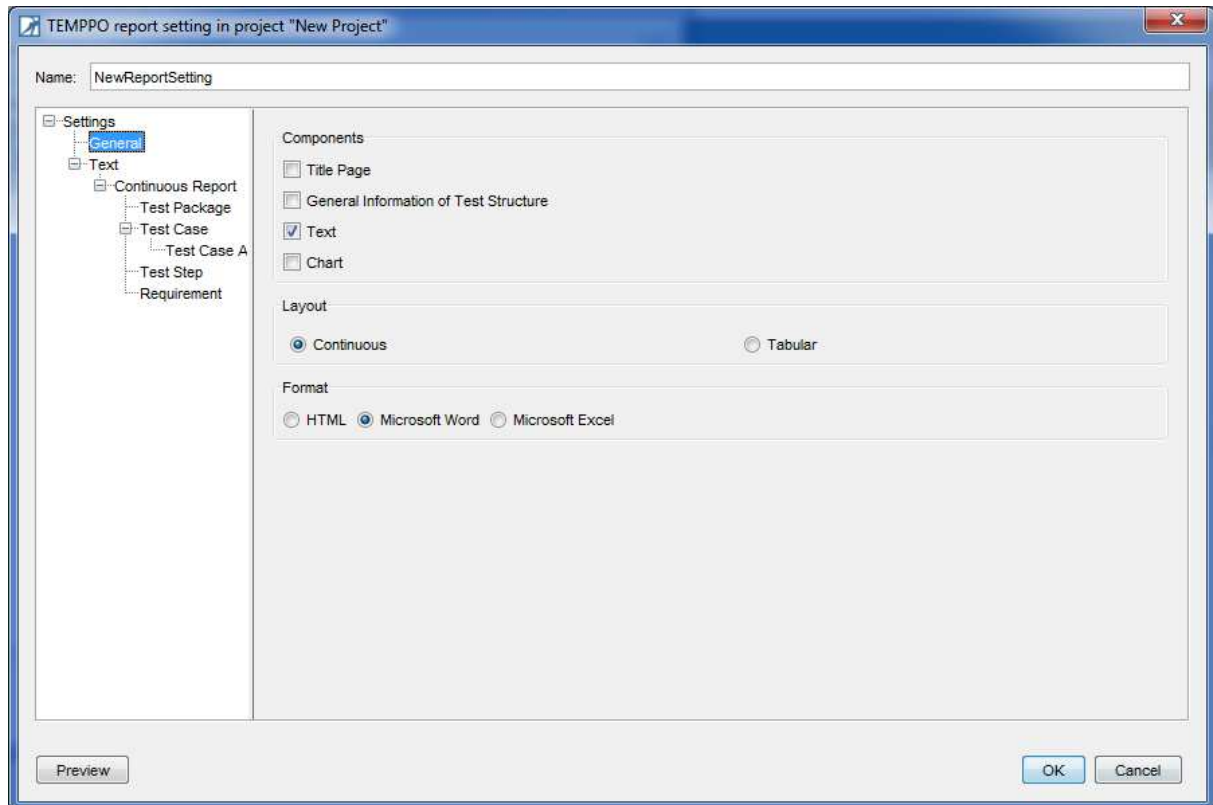 TEMPPO report setting in project "New Project"
Name: NewReportSetting
Settings
General
Text
Continuous Report
Test Package
Test Case
Test Case A
Test Step
Requirement
Components
Title Page
General Information of Test Structure
Text
Chart
Layout
Continuous Tabular
Format
HTML Microsoft Word Microsoft Excel
Preview OK Cancel